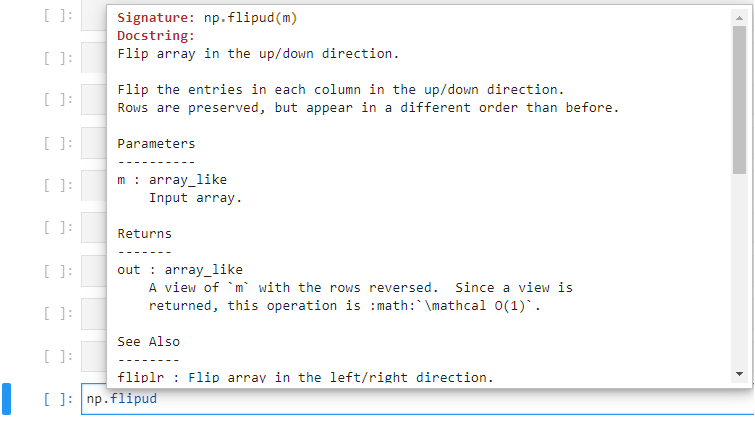 [ ]:
[ ]:
[ ]:
[ ]:
[ ]:
[ ]:
[ ]:
[ ]:
[ ]:
Signature: np.flipud(m)
Docstring:
Flip array in the up/down direction.

Flip the entries in each column in the up/down direction.
Rows are preserved, but appear in a different order than before.

Parameters
----------
m : array_like
    Input array.

Returns
-------
out : array_like
    A view of `m` with the rows reversed.  Since a view is
    returned, this operation is :math:`\mathcal O(1)`.

See Also
--------
fliplr : Flip array in the left/right direction.
[ ]: np.flipud